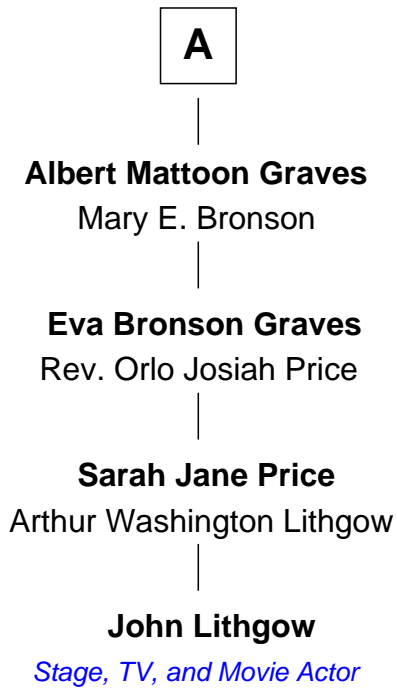 A
Albert Mattoon Graves
Mary E. Bronson
Eva Bronson Graves
Rev. Orlo Josiah Price
Sarah Jane Price
Arthur Washington Lithgow
John Lithgow
Stage, TV, and Movie Actor